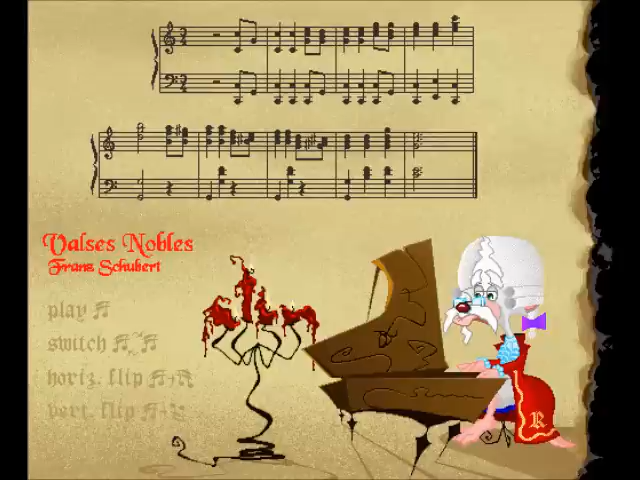 Valses Nobles
Franz Schubert
play
switch
horiz. flip
vert. flip
R